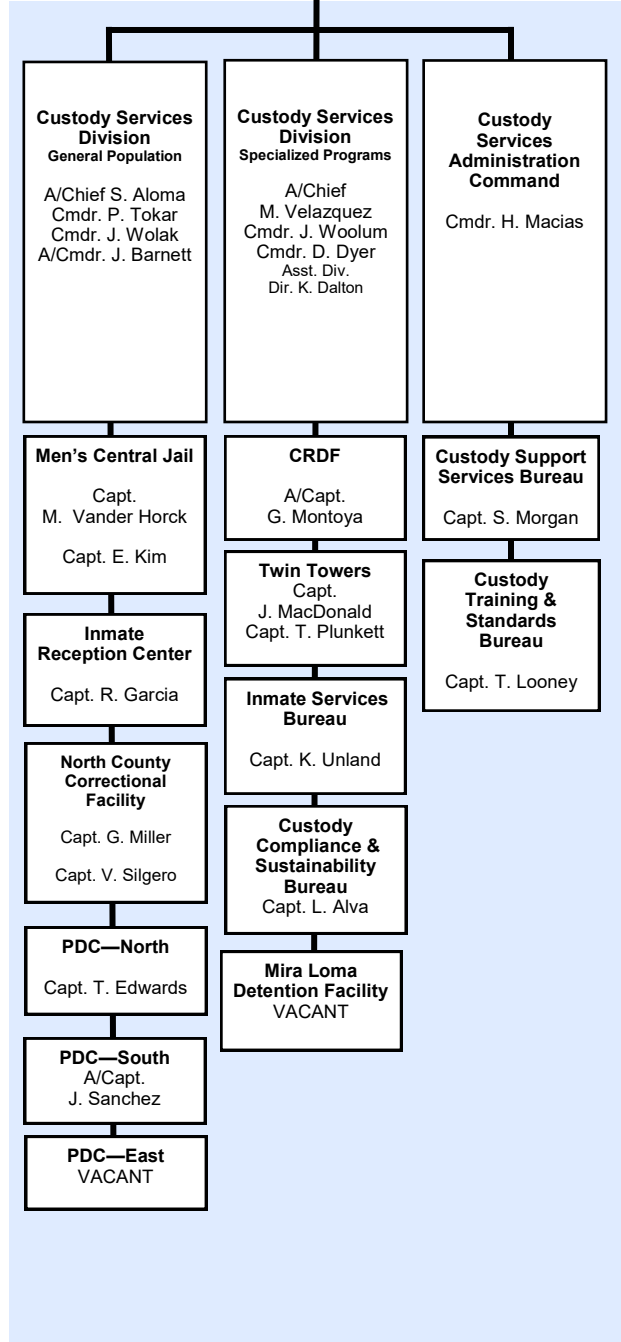 Custody Services
Division
General Population
A/Chief S. Aloma
Cmdr. P. Tokar
Cmdr. J. Wolak
A/Cmdr. J. Barnett
Men's Central Jail
Capt.
M. Vander Horck
Capt. E. Kim
Inmate
Reception Center
Capt. R. Garcia
North County
Correctional
Facility
Capt. G. Miller
Capt. V. Silgero
PDC—North
Capt. T. Edwards
PDC—South
A/Capt.
J. Sanchez
PDC—East
VACANT
Custody Services
Division
Specialized Programs
A/Chief
M. Velazquez
Cmdr. J. Woolum
Cmdr. D. Dyer
Asst. Div.
Dir. K. Dalton
CRDF
A/Capt.
G. Montoya
Twin Towers
Capt.
J. MacDonald
Capt. T. Plunkett
Inmate Services
Bureau
Capt. K. Unland
Custody
Compliance &
Sustainability
Bureau
Capt. L. Alva
Mira Loma
Detention Facility
VACANT
Custody
Services
Administration
Command
Cmdr. H. Macias
Custody Support
Services Bureau
Capt. S. Morgan
Custody
Training &
Standards
Bureau
Capt. T. Looney